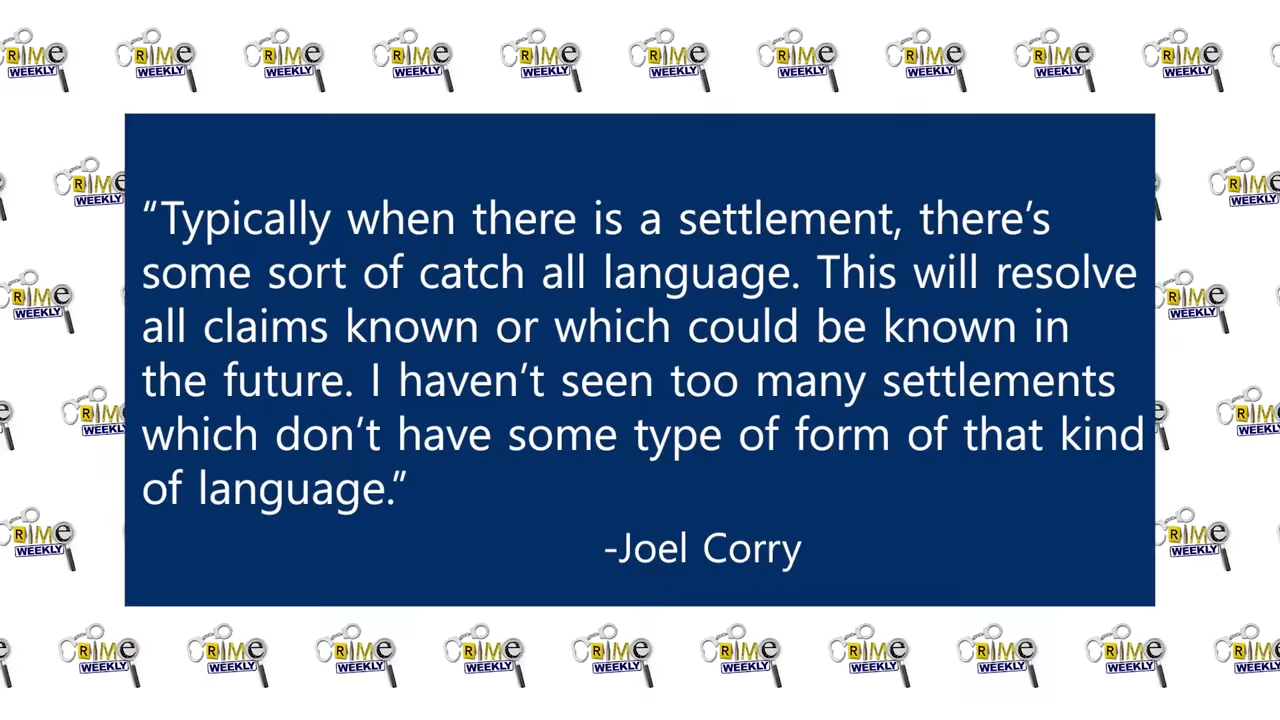 “Typically when there is a settlement, there’s
some sort of catch all language. This will resolve
all claims known or which could be known in
the future. I haven’t seen too many settlements
which don’t have some type of form of that kind
of language.”
-Joel Corry
CRIME
WEEKLY